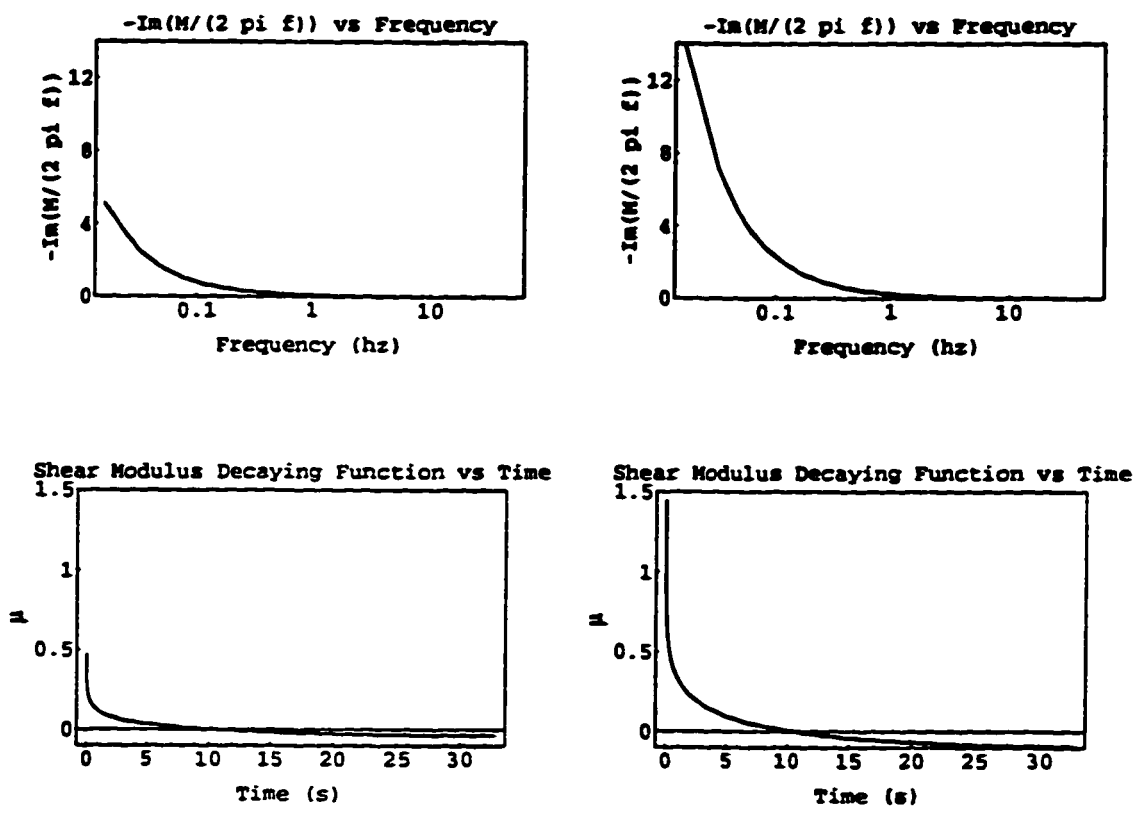 -Im(M/(2 pi f)) vs Frequency
-Im(M/(2 pi f))
12
8
4
0
0.1 1 10
Frequency (hz)
-Im(M/(2 pi f)) vs Frequency
-Im(M/(2 pi f))
12
8
4
0
0.1 1 10
Frequency (hz)
Shear Modulus Decaying Function vs Time
1.5
1
μ
0.5
0
0 5 10 15 20 25 30
Time (s)
Shear Modulus Decaying Function vs Time
1.5
1
μ
0.5
0
0 5 10 15 20 25 30
Time (s)